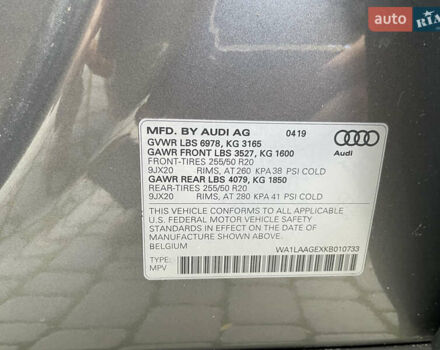 auto RIA
MFD. BY AUDI AG 04/19
GVWR LBS 6978, KG 3165
GAWR FRONT LBS 3527, KG 1600
FRONT-TIRES 255/50 R20
9JX20 RIMS, AT 260 KPA 38 PSI COLD
GAWR REAR LBS 4079, KG 1850
REAR-TIRES 255/50 R20
9JX20 RIMS, AT 280 KPA 41 PSI COLD
Audi
THIS VEHICLE CONFORMS TO ALL APPLICABLE
U.S. FEDERAL MOTOR VEHICLE SAFETY
STANDARDS IN EFFECT ON THE DATE OF
MANUFACTURE SHOWN ABOVE.
BELGIUM WA1LAAGEXKB010733
TYPE:
MPV